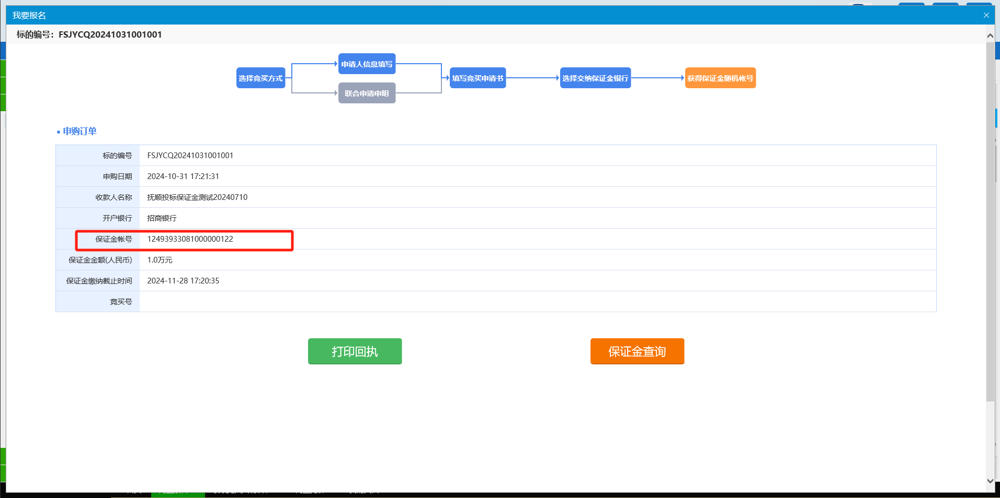 我要报名
标的编号：FSJYCQ20241031001001
选择竞买方式
申请人信息填写
联合申请申明
填写竞买申请书
选择交纳保证金银行
获得保证金随机帐号
申购订单
标的编号 FSJYCQ20241031001001
申购日期 2024-10-31 17:21:31
收款人名称 抚顺投标保证金测试20240710
开户银行 招商银行
保证金帐号 12493933081000000122
保证金金额(人民币) 1.0万元
保证金缴纳截止时间 2024-11-28 17:20:35
竞买号
打印回执
保证金查询